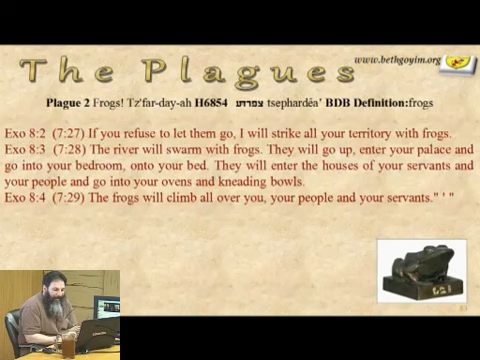 www.bethgoyim.org
The Plagues
Plague 2 Frogs! Tz'far-day-ah H6854 צפרדע tsephardêa‛ BDB Definition:frogs
Exo 8:2 (7:27) If you refuse to let them go, I will strike all your territory with frogs.
Exo 8:3 (7:28) The river will swarm with frogs. They will go up, enter your palace and
go into your bedroom, onto your bed. They will enter the houses of your servants and
your people and go into your ovens and kneading bowls.
Exo 8:4 (7:29) The frogs will climb all over you, your people and your servants." ' "